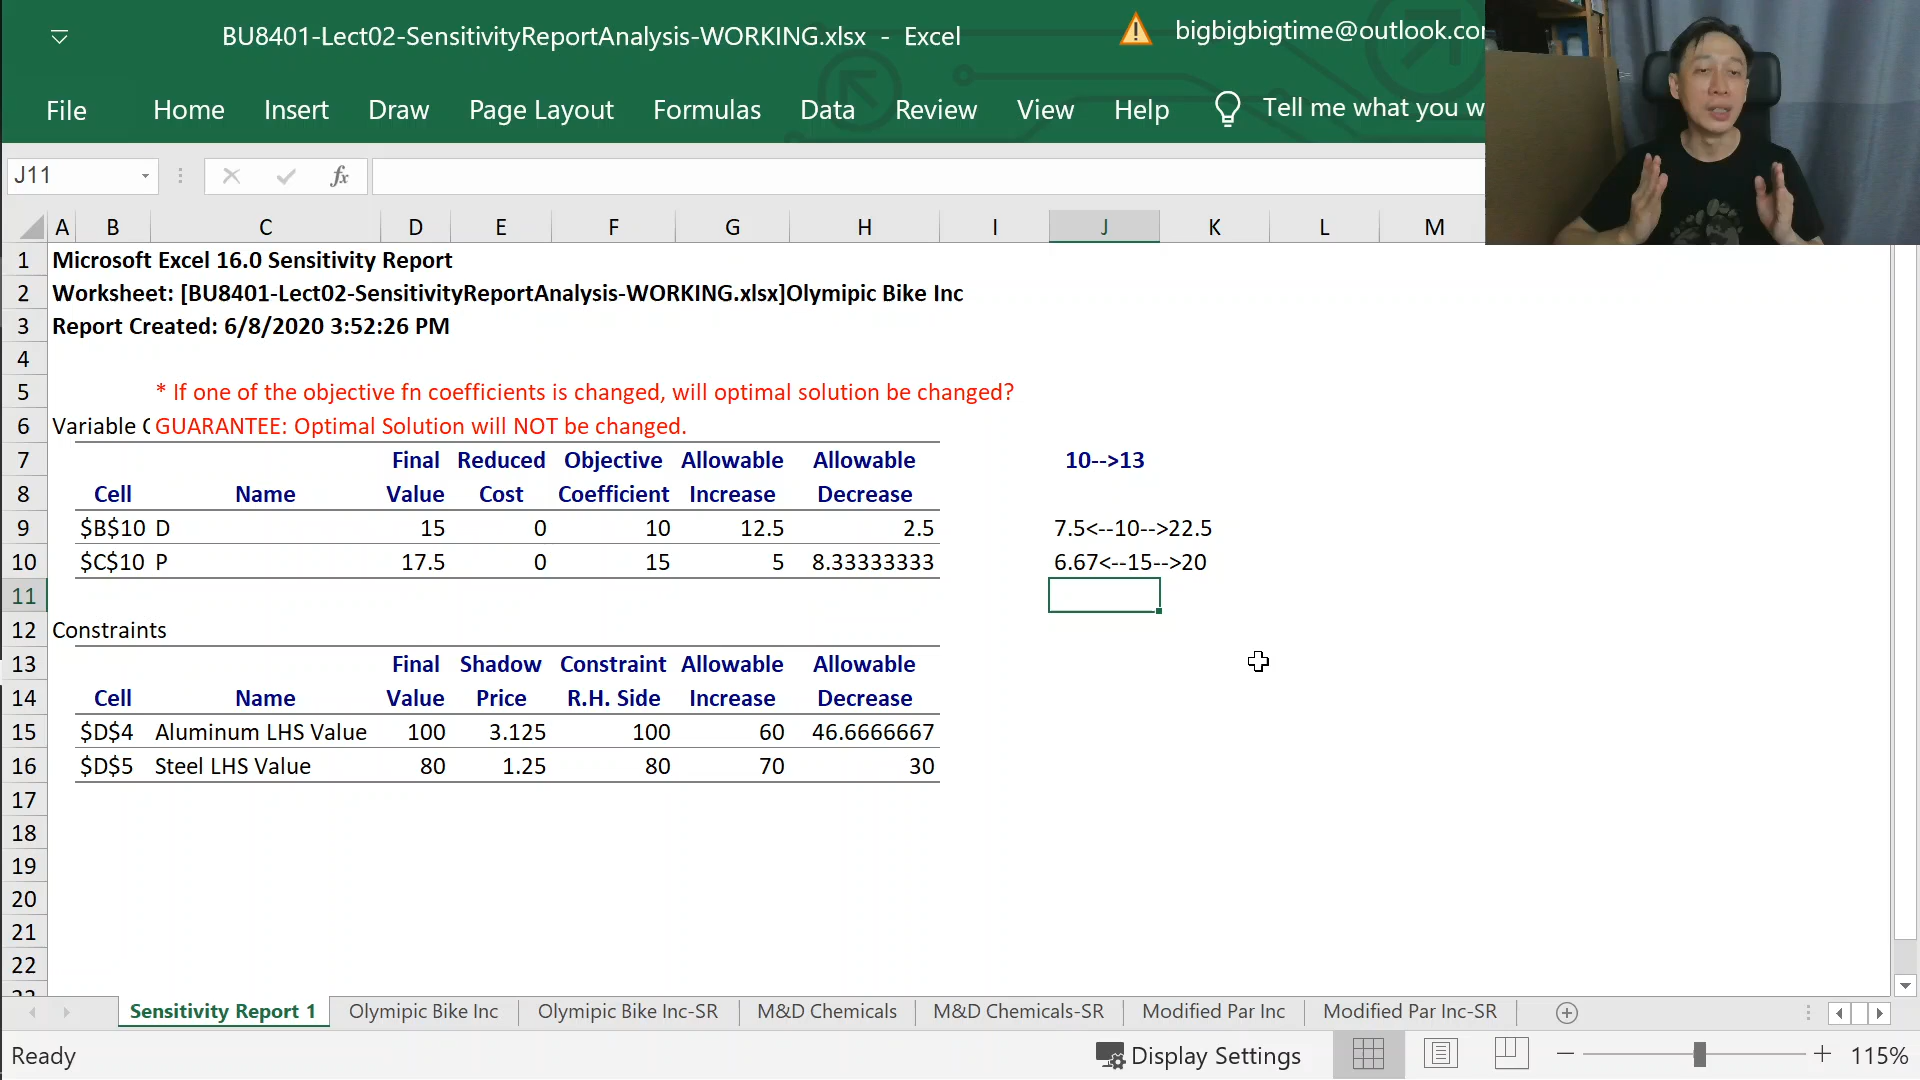 BU8401-Lect02-SensitivityReportAnalysis-WORKING.xlsx - Excel
bigbigbigtime@outlook.co
File Home Insert Draw Page Layout Formulas Data Review View Help Tell me what you w
J11 fx
A B C D E F G H I J K L M
1 Microsoft Excel 16.0 Sensitivity Report
2 Worksheet: [BU8401-Lect02-SensitivityReportAnalysis-WORKING.xlsx]Olymipic Bike Inc
3 Report Created: 6/8/2020 3:52:26 PM
4
5 * If one of the objective fn coefficients is changed, will optimal solution be changed?
6 Variable C GUARANTEE: Optimal Solution will NOT be changed.
7 Final Reduced Objective Allowable Allowable 10-->13
8 Cell Name Value Cost Coefficient Increase Decrease
9 $B$10 D 15 0 10 12.5 2.5 7.5<--10-->22.5
10 $C$10 P 17.5 0 15 5 8.33333333 6.67<--15-->20
11
12 Constraints
13 Final Shadow Constraint Allowable Allowable
14 Cell Name Value Price R.H. Side Increase Decrease
15 $D$4 Aluminum LHS Value 100 3.125 100 60 46.6666667
16 $D$5 Steel LHS Value 80 1.25 80 70 30
17
18
19
20
21
22
Sensitivity Report 1 Olymipic Bike Inc Olymipic Bike Inc-SR M&D Chemicals M&D Chemicals-SR Modified Par Inc Modified Par Inc-SR
Ready Display Settings 115%